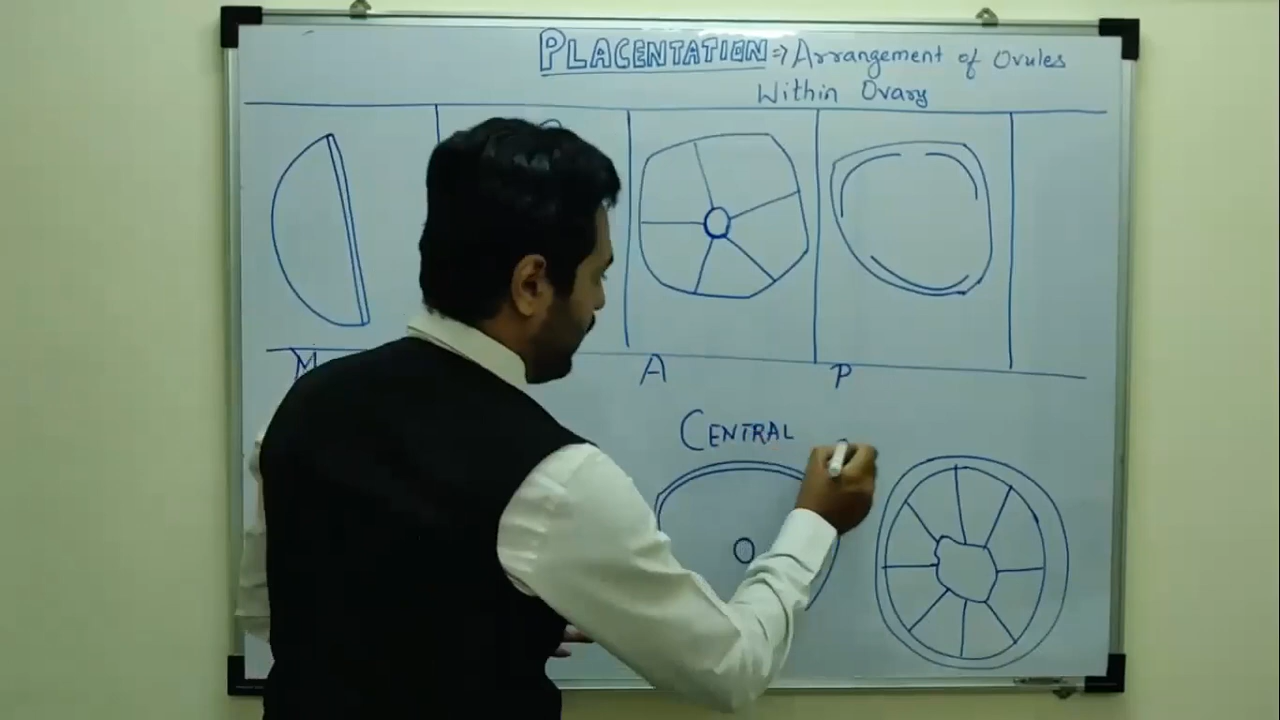 PLACENTATION => Arrangement of Ovules
Within Ovary
M
A
P
CENTRAL